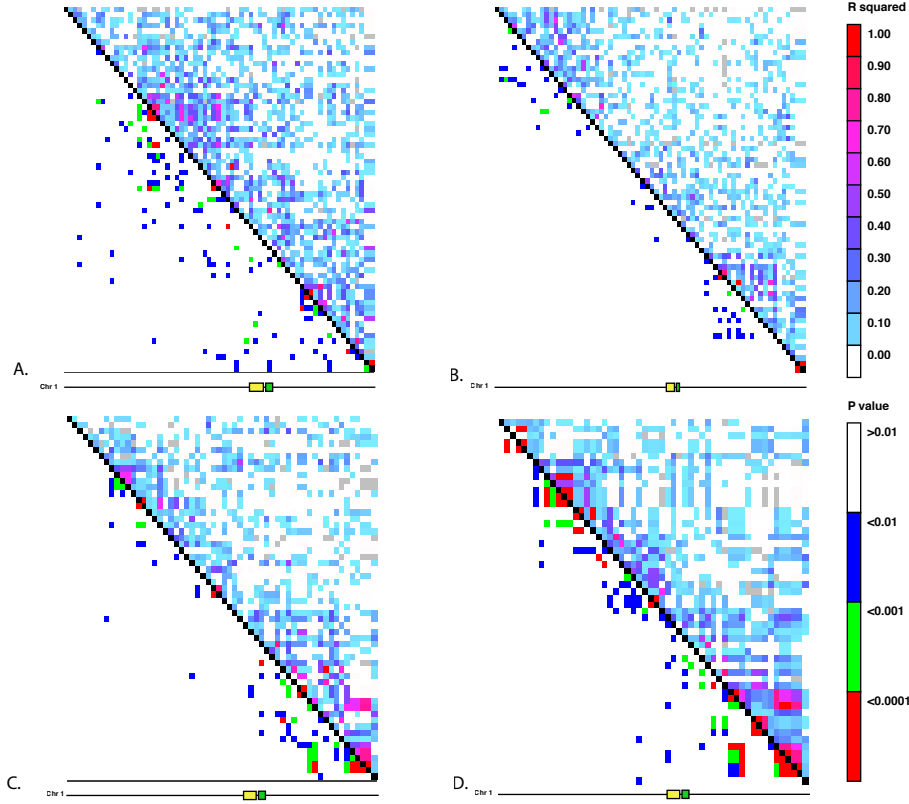 R squared
1.00
0.90
0.80
0.70
0.60
0.50
0.40
0.30
0.20
0.10
0.00
A.
Chr 1
B.
Chr 1
P value
>0.01
<0.01
<0.001
<0.0001
C.
Chr 1
D.
Chr 1